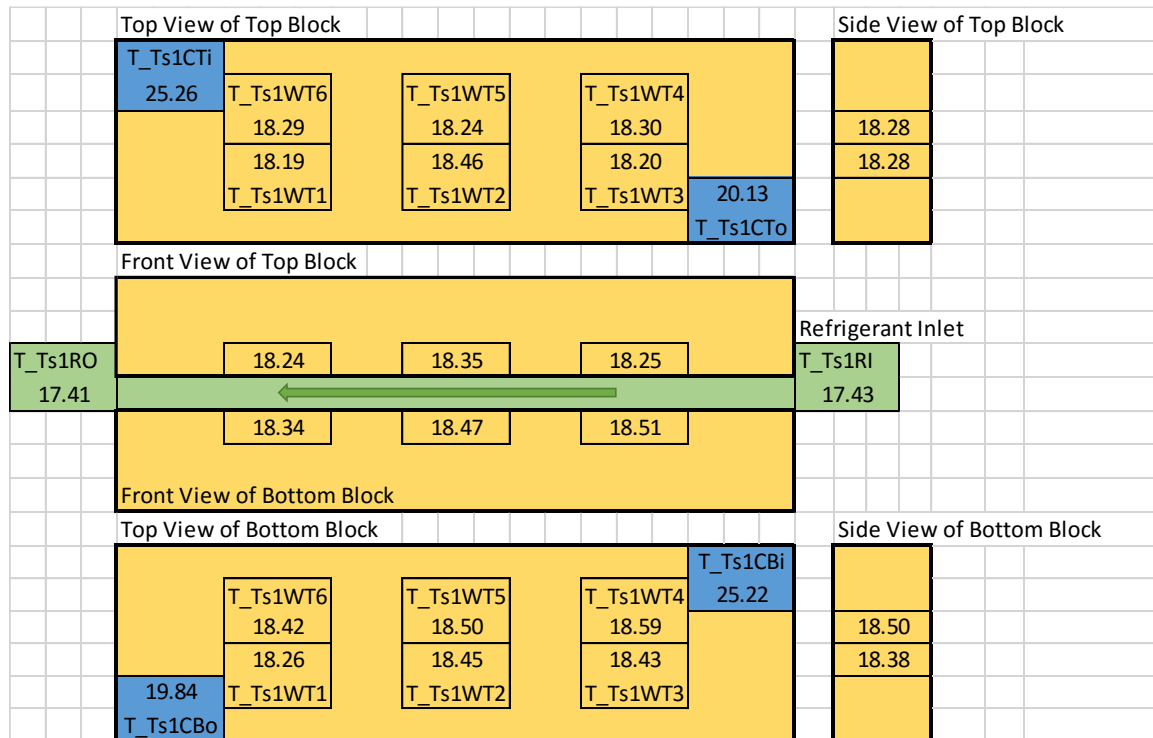 Top View of Top Block Side View of Top Block
T_Ts1CTi
25.26 T_Ts1WT6 T_Ts1WT5 T_Ts1WT4
18.29 18.24 18.30 18.28
18.19 18.46 18.20 18.28
T_Ts1WT1 T_Ts1WT2 T_Ts1WT3 20.13
T_Ts1CTo
Front View of Top Block
Refrigerant Inlet
T_Ts1RO 18.24 18.35 18.25 T_Ts1RI
17.41 17.43
18.34 18.47 18.51
Front View of Bottom Block
Top View of Bottom Block Side View of Bottom Block
T_Ts1CBi
T_Ts1WT6 T_Ts1WT5 T_Ts1WT4 25.22
18.42 18.50 18.59 18.50
18.26 18.45 18.43 18.38
19.84 T_Ts1WT1 T_Ts1WT2 T_Ts1WT3
T_Ts1CBo